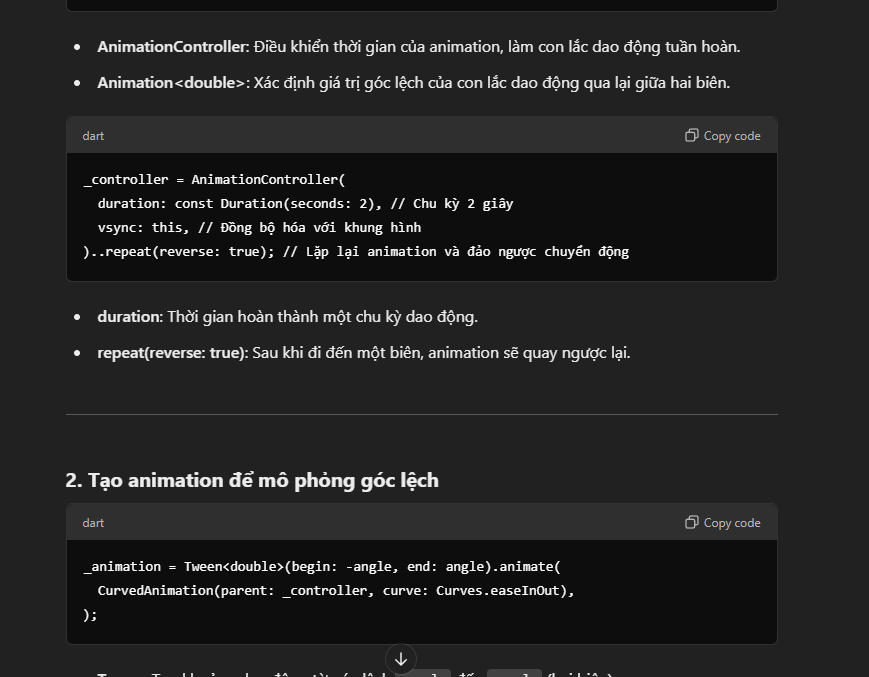 • AnimationController: Điều khiển thời gian của animation, làm con lắc dao động tuần hoàn.
• Animation<double>: Xác định giá trị góc lệch của con lắc dao động qua lại giữa hai biên.
dart Copy code
_controller = AnimationController(
  duration: const Duration(seconds: 2), // Chu kỳ 2 giây
  vsync: this, // Đồng bộ hóa với khung hình
)..repeat(reverse: true); // Lặp lại animation và đảo ngược chuyển động
• duration: Thời gian hoàn thành một chu kỳ dao động.
• repeat(reverse: true): Sau khi đi đến một biên, animation sẽ quay ngược lại.
2. Tạo animation để mô phỏng góc lệch
dart Copy code
_animation = Tween<double>(begin: -angle, end: angle).animate(
  CurvedAnimation(parent: _controller, curve: Curves.easeInOut),
);